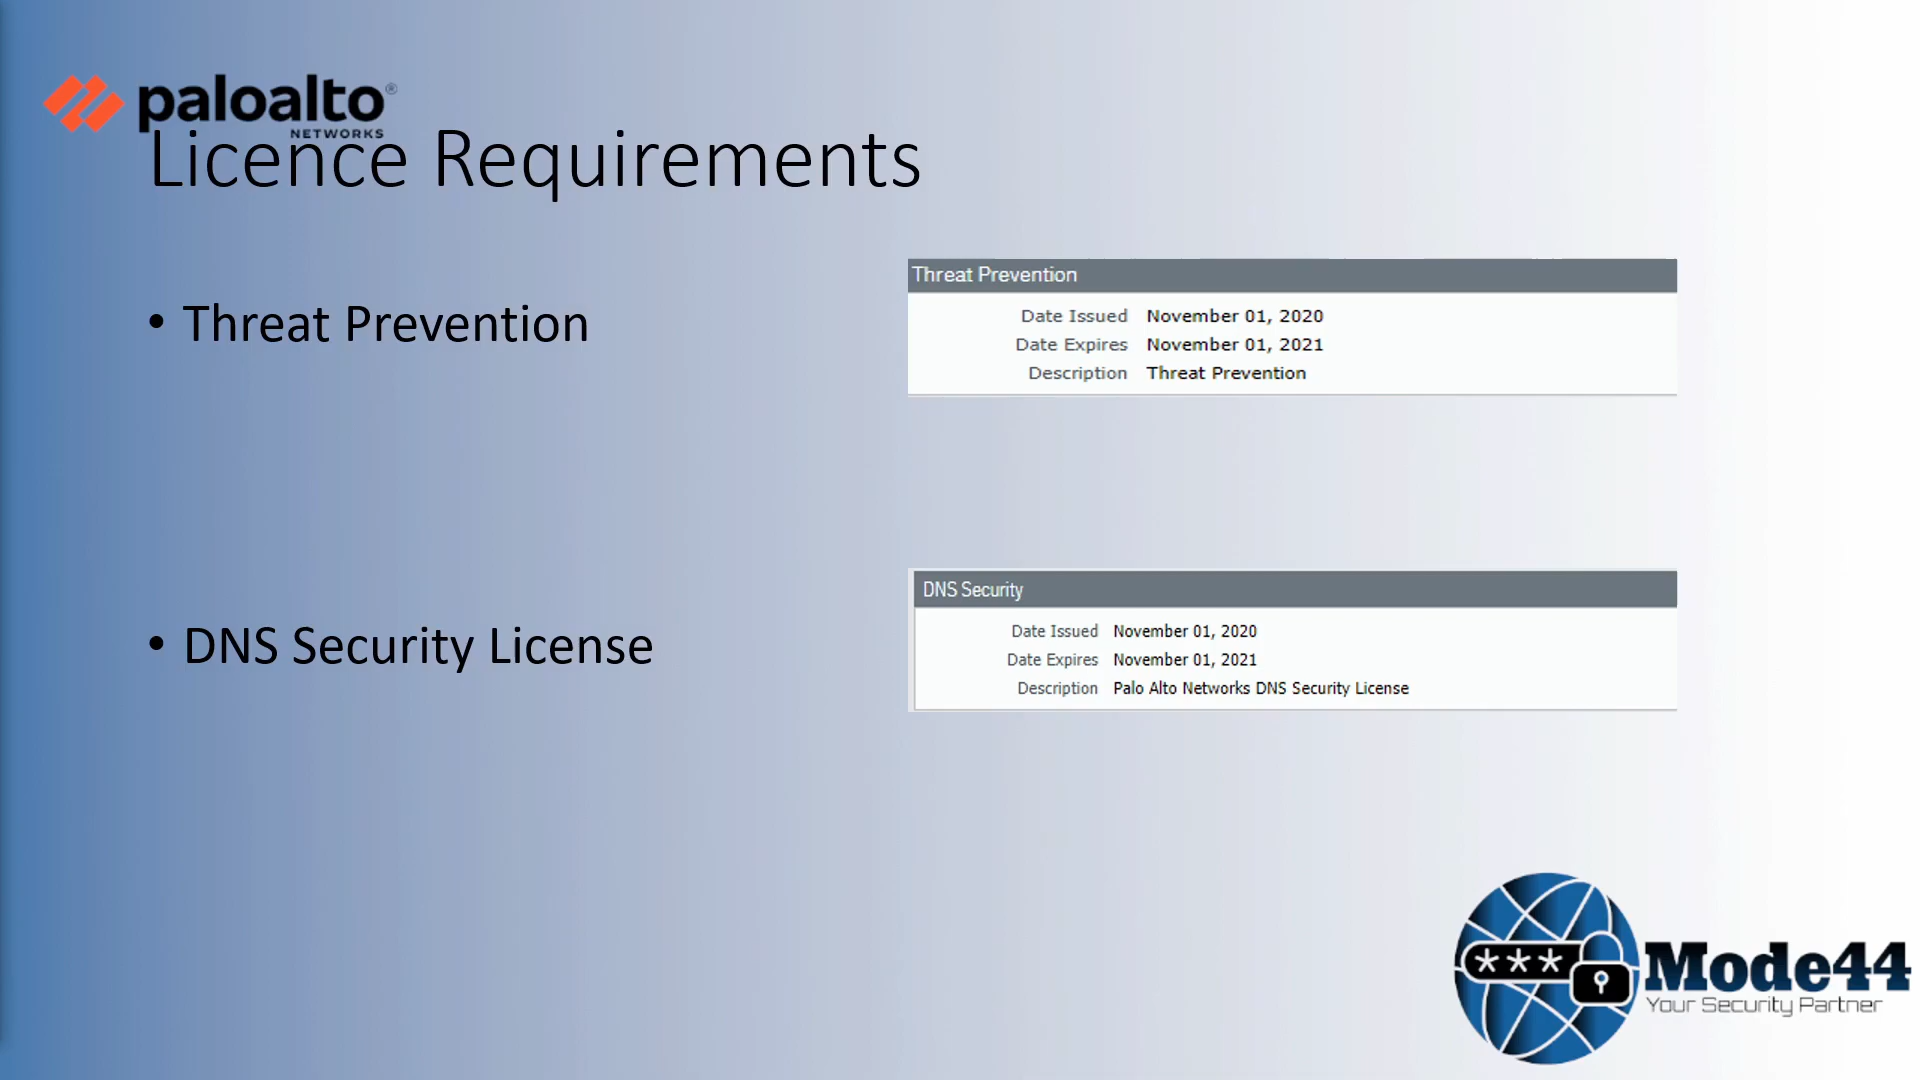 paloalto®
NETWORKS
Licence Requirements
• Threat Prevention
Threat Prevention
Date Issued November 01, 2020
Date Expires November 01, 2021
Description Threat Prevention
• DNS Security License
DNS Security
Date Issued November 01, 2020
Date Expires November 01, 2021
Description Palo Alto Networks DNS Security License
***
Mode44
Your Security Partner